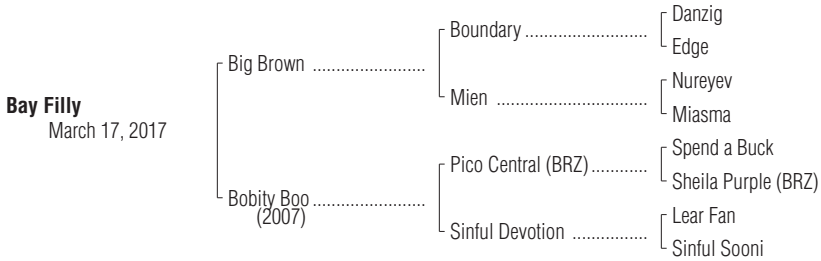 Danzig
Boundary
Edge
Big Brown
Nureyev
Mien
Miasma
Bay Filly
March 17, 2017
Spend a Buck
Pico Central (BRZ)
Sheila Purple (BRZ)
Bobity Boo
(2007)
Lear Fan
Sinful Devotion
Sinful Sooni